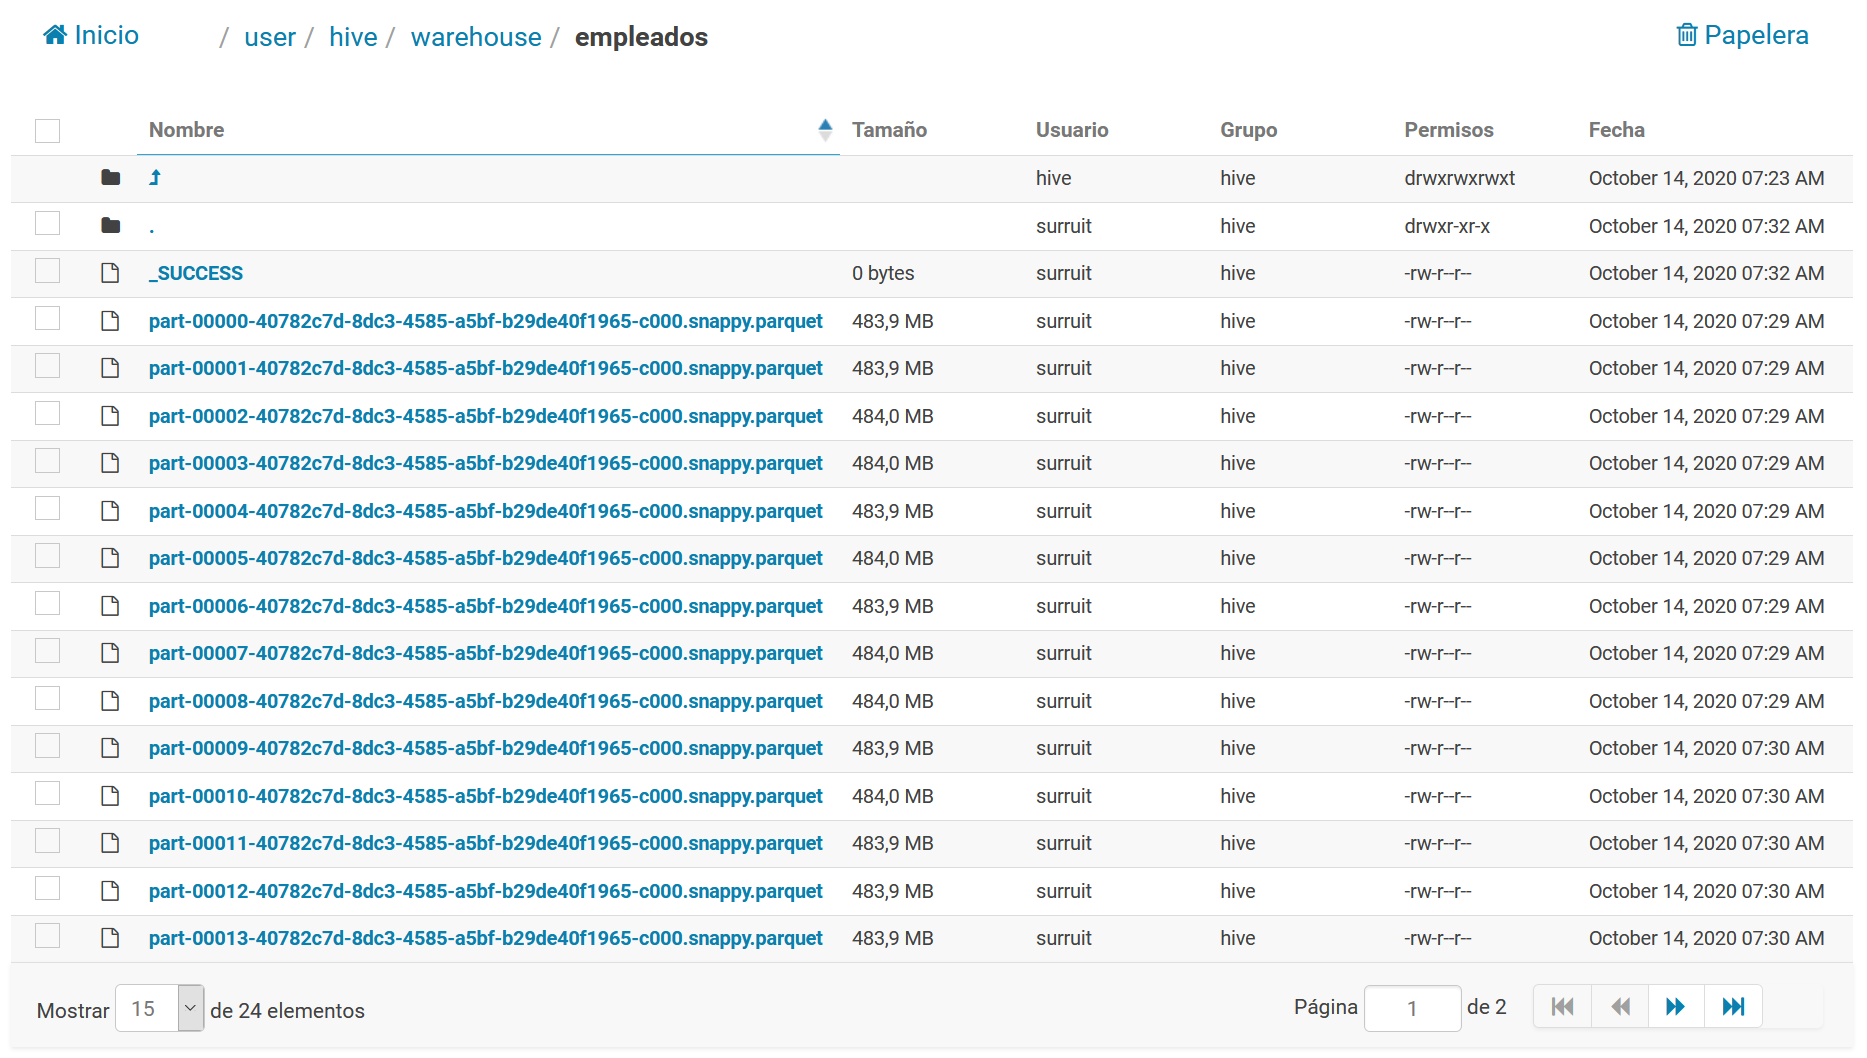 Inicio / user / hive / warehouse / empleados Papelera
Nombre Tamaño Usuario Grupo Permisos Fecha
hive hive drwxrwxrwxt October 14, 2020 07:23 AM
. surruit hive drwxr-xr-x October 14, 2020 07:32 AM
_SUCCESS 0 bytes surruit hive -rw-r--r-- October 14, 2020 07:32 AM
part-00000-40782c7d-8dc3-4585-a5bf-b29de40f1965-c000.snappy.parquet 483,9 MB surruit hive -rw-r--r-- October 14, 2020 07:29 AM
part-00001-40782c7d-8dc3-4585-a5bf-b29de40f1965-c000.snappy.parquet 483,9 MB surruit hive -rw-r--r-- October 14, 2020 07:29 AM
part-00002-40782c7d-8dc3-4585-a5bf-b29de40f1965-c000.snappy.parquet 484,0 MB surruit hive -rw-r--r-- October 14, 2020 07:29 AM
part-00003-40782c7d-8dc3-4585-a5bf-b29de40f1965-c000.snappy.parquet 484,0 MB surruit hive -rw-r--r-- October 14, 2020 07:29 AM
part-00004-40782c7d-8dc3-4585-a5bf-b29de40f1965-c000.snappy.parquet 483,9 MB surruit hive -rw-r--r-- October 14, 2020 07:29 AM
part-00005-40782c7d-8dc3-4585-a5bf-b29de40f1965-c000.snappy.parquet 484,0 MB surruit hive -rw-r--r-- October 14, 2020 07:29 AM
part-00006-40782c7d-8dc3-4585-a5bf-b29de40f1965-c000.snappy.parquet 483,9 MB surruit hive -rw-r--r-- October 14, 2020 07:29 AM
part-00007-40782c7d-8dc3-4585-a5bf-b29de40f1965-c000.snappy.parquet 484,0 MB surruit hive -rw-r--r-- October 14, 2020 07:29 AM
part-00008-40782c7d-8dc3-4585-a5bf-b29de40f1965-c000.snappy.parquet 484,0 MB surruit hive -rw-r--r-- October 14, 2020 07:29 AM
part-00009-40782c7d-8dc3-4585-a5bf-b29de40f1965-c000.snappy.parquet 483,9 MB surruit hive -rw-r--r-- October 14, 2020 07:30 AM
part-00010-40782c7d-8dc3-4585-a5bf-b29de40f1965-c000.snappy.parquet 484,0 MB surruit hive -rw-r--r-- October 14, 2020 07:30 AM
part-00011-40782c7d-8dc3-4585-a5bf-b29de40f1965-c000.snappy.parquet 483,9 MB surruit hive -rw-r--r-- October 14, 2020 07:30 AM
part-00012-40782c7d-8dc3-4585-a5bf-b29de40f1965-c000.snappy.parquet 483,9 MB surruit hive -rw-r--r-- October 14, 2020 07:30 AM
part-00013-40782c7d-8dc3-4585-a5bf-b29de40f1965-c000.snappy.parquet 483,9 MB surruit hive -rw-r--r-- October 14, 2020 07:30 AM
Mostrar 15 de 24 elementos Página 1 de 2